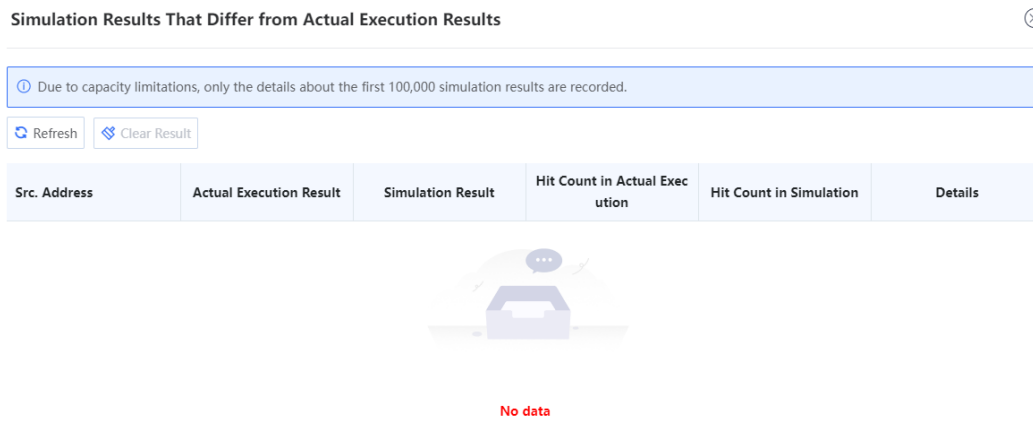 Simulation Results That Differ from Actual Execution Results
Due to capacity limitations, only the details about the first 100,000 simulation results are recorded.
Refresh Clear Result
Src. Address Actual Execution Result Simulation Result Hit Count in Actual Exec
ution Hit Count in Simulation Details
No data